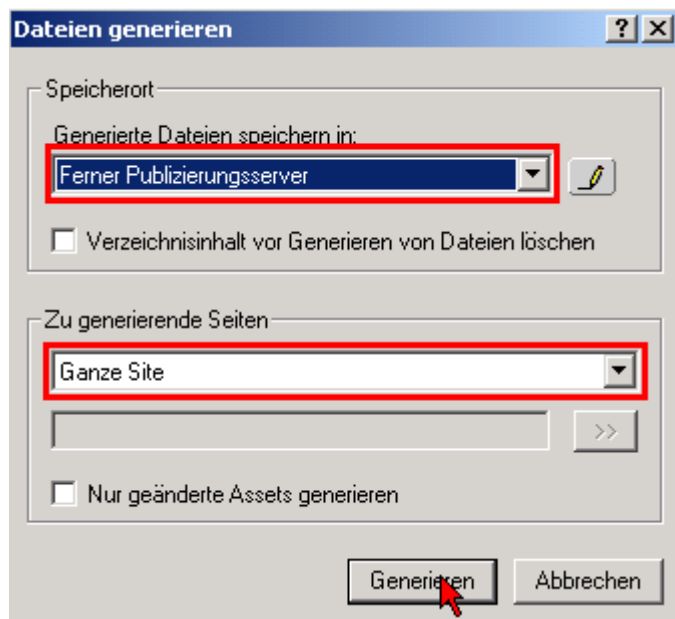 Dateien generieren
Speicherort
Generierte Dateien speichern in:
Ferner Publizierungsserver
Verzeichnisinhalt vor Generieren von Dateien löschen
Zu generierende Seiten
Ganze Site
>>
Nur geänderte Assets generieren
Generieren Abbrechen